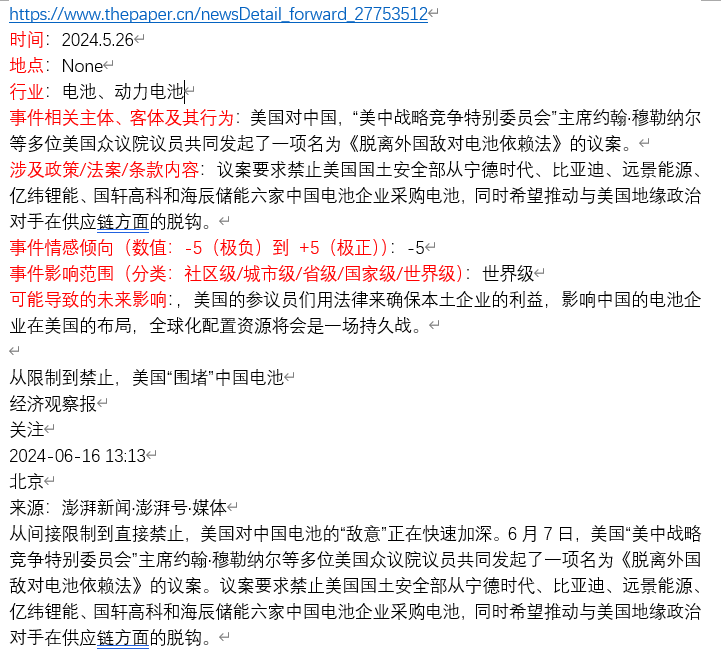 https://www.thepaper.cn/newsDetail_forward_27753512
时间：2024.5.26
地点：None
行业：电池、动力电池
事件相关主体、客体及其行为：美国对中国，“美中战略竞争特别委员会”主席约翰·穆勒纳尔
等多位美国众议院议员共同发起了一项名为《脱离外国敌对电池依赖法》的议案。
涉及政策/法案/条款内容：议案要求禁止美国国土安全部从宁德时代、比亚迪、远景能源、
亿纬锂能、国轩高科和海辰储能六家中国电池企业采购电池，同时希望推动与美国地缘政治
对手在供应链方面的脱钩。
事件情感倾向（数值：-5（极负）到 +5（极正））：-5
事件影响范围（分类：社区级/城市级/省级/国家级/世界级）：世界级
可能导致的未来影响：，美国的参议员们用法律来确保本土企业的利益，影响中国的电池企
业在美国的布局，全球化配置资源将会是一场持久战。
从限制到禁止，美国“围堵”中国电池
经济观察报
关注
2024-06-16 13:13
北京
来源：澎湃新闻·澎湃号·媒体
从间接限制到直接禁止，美国对中国电池的“敌意”正在快速加深。6 月 7 日，美国“美中战略
竞争特别委员会”主席约翰·穆勒纳尔等多位美国众议院议员共同发起了一项名为《脱离外国
敌对电池依赖法》的议案。议案要求禁止美国国土安全部从宁德时代、比亚迪、远景能源、
亿纬锂能、国轩高科和海辰储能六家中国电池企业采购电池，同时希望推动与美国地缘政治
对手在供应链方面的脱钩。